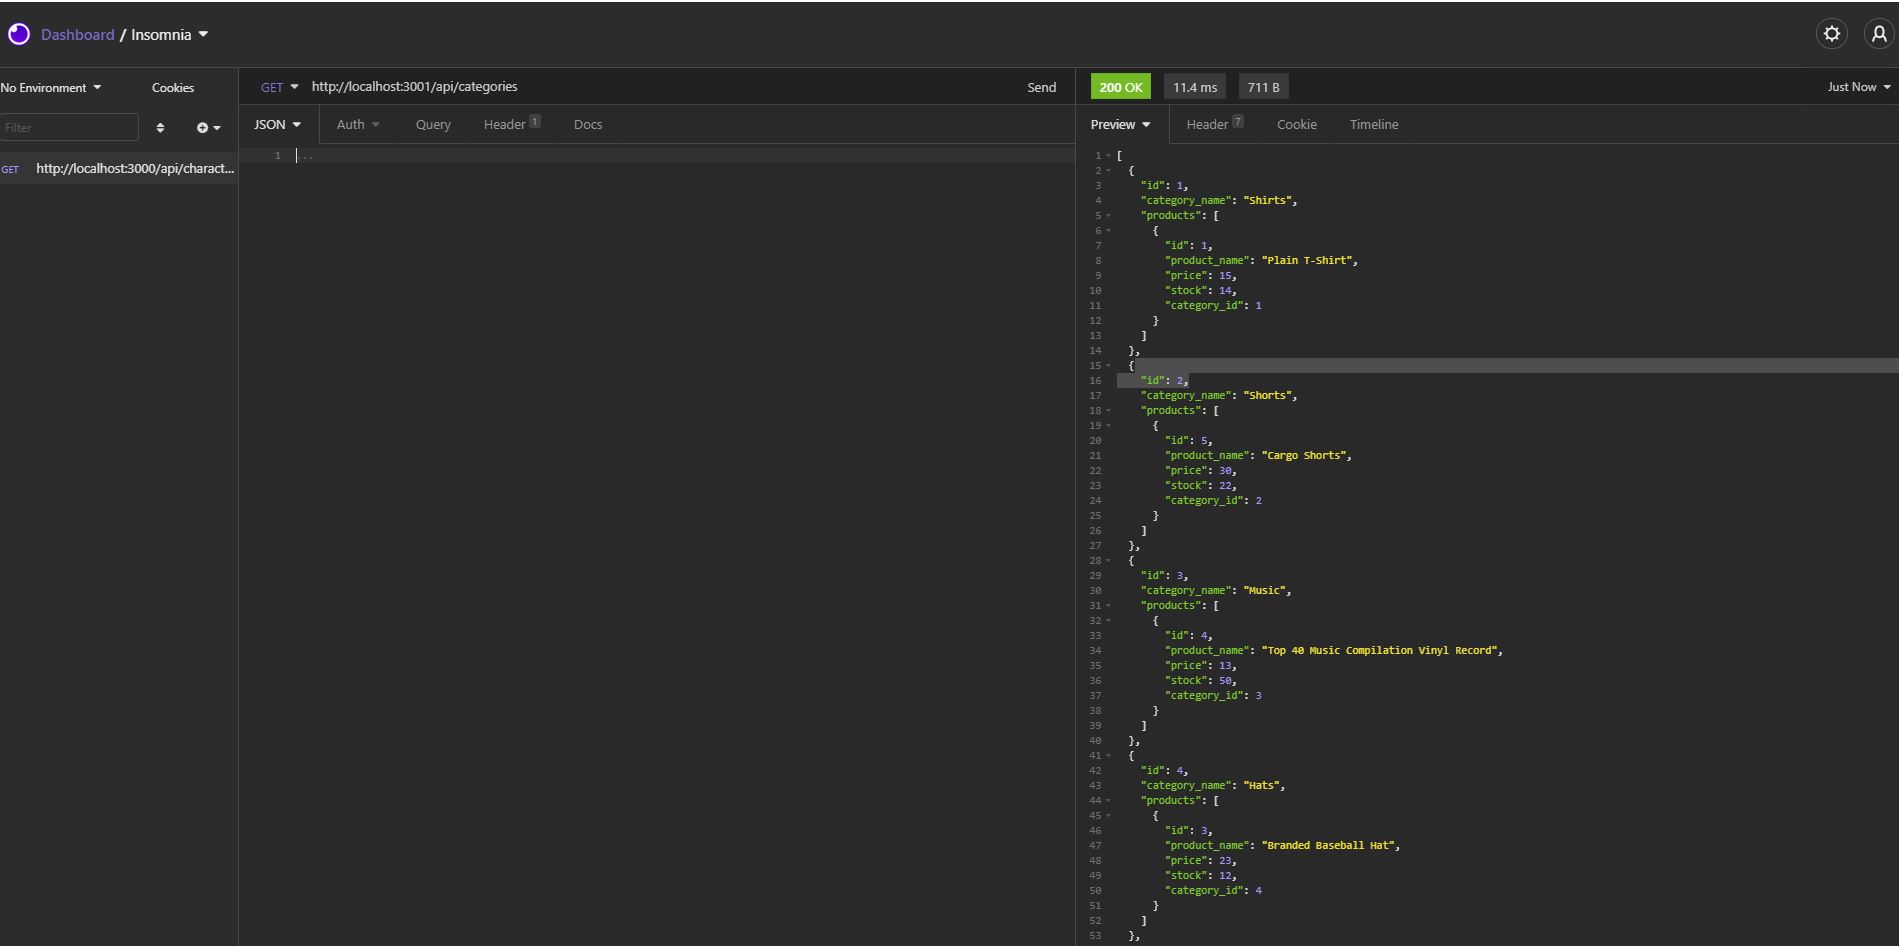 Dashboard / Insomnia
No Environment
Cookies
Filter
GET http://localhost:3000/api/charact...
GET http://localhost:3001/api/categories Send
JSON Auth Query Header 1 Docs
1 ...
200 OK 11.4 ms 711 B Just Now
Preview Header 7 Cookie Timeline
1 [
2 {
3 "id": 1,
4 "category_name": "Shirts",
5 "products": [
6 {
7 "id": 1,
8 "product_name": "Plain T-Shirt",
9 "price": 15,
10 "stock": 14,
11 "category_id": 1
12 }
13 ]
14 },
15 {
16 "id": 2,
17 "category_name": "Shorts",
18 "products": [
19 {
20 "id": 5,
21 "product_name": "Cargo Shorts",
22 "price": 30,
23 "stock": 22,
24 "category_id": 2
25 }
26 ]
27 },
28 {
29 "id": 3,
30 "category_name": "Music",
31 "products": [
32 {
33 "id": 4,
34 "product_name": "Top 40 Music Compilation Vinyl Record",
35 "price": 13,
36 "stock": 50,
37 "category_id": 3
38 }
39 ]
40 },
41 {
42 "id": 4,
43 "category_name": "Hats",
44 "products": [
45 {
46 "id": 3,
47 "product_name": "Branded Baseball Hat",
48 "price": 23,
49 "stock": 12,
50 "category_id": 4
51 }
52 ]
53 },